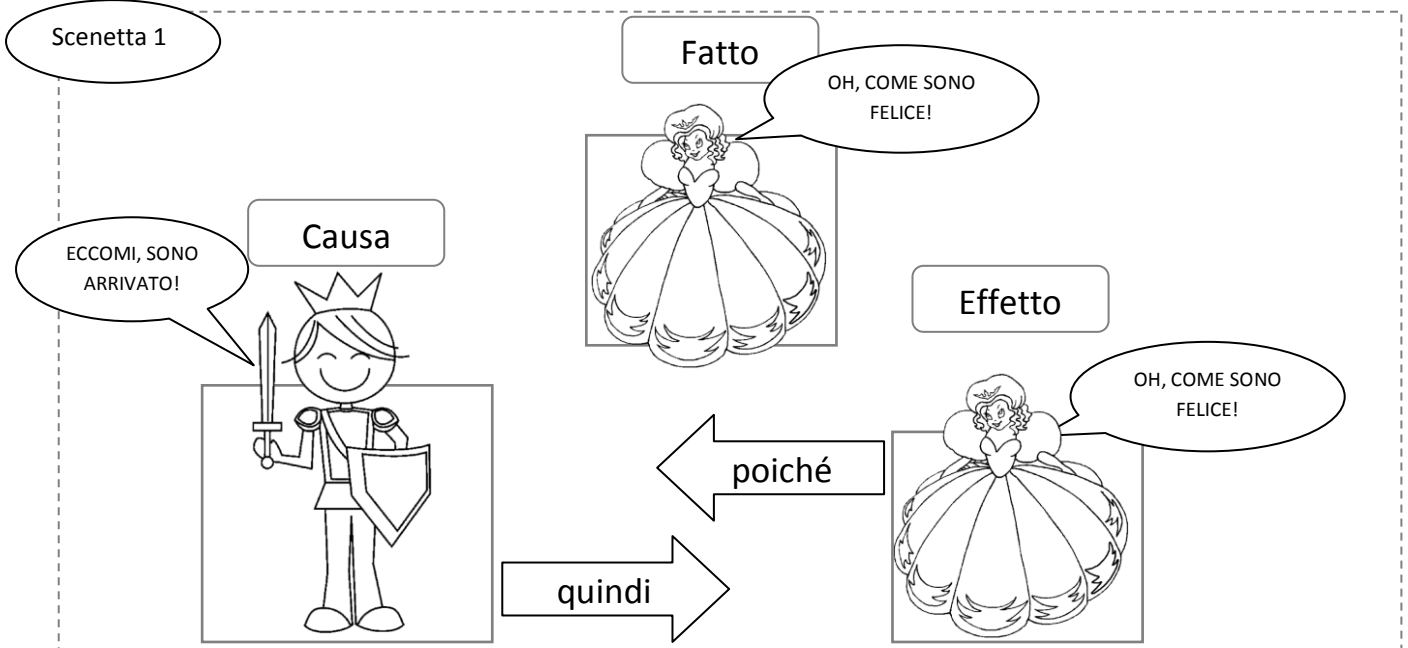 Scenetta 1
Fatto
OH, COME SONO
FELICE!
Causa
ECCOMI, SONO
ARRIVATO!
Effetto
OH, COME SONO
FELICE!
poiché
quindi